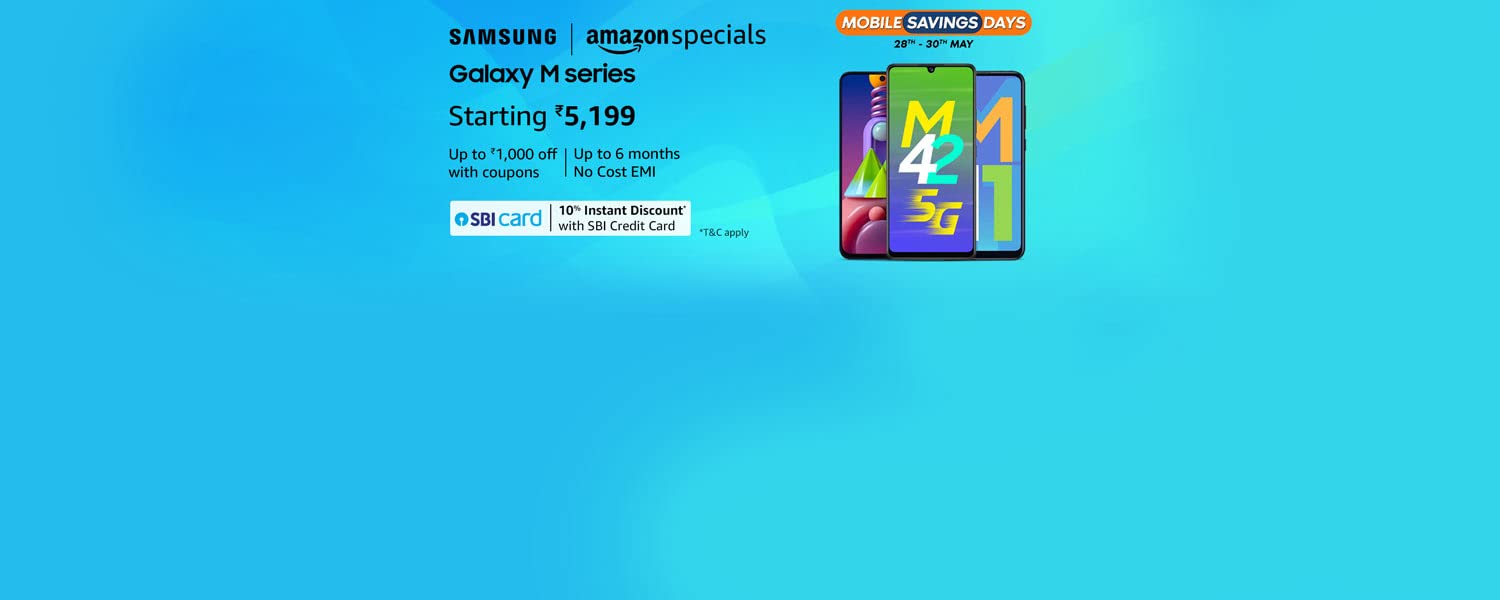 SAMSUNG | amazon specials
Galaxy M series
Starting ₹5,199
Up to ₹1,000 off
with coupons
Up to 6 months
No Cost EMI
SBI card
10% Instant Discount*
with SBI Credit Card
*T&C apply
MOBILE SAVINGS DAYS
28TH - 30TH MAY
M
42
5G
M
1